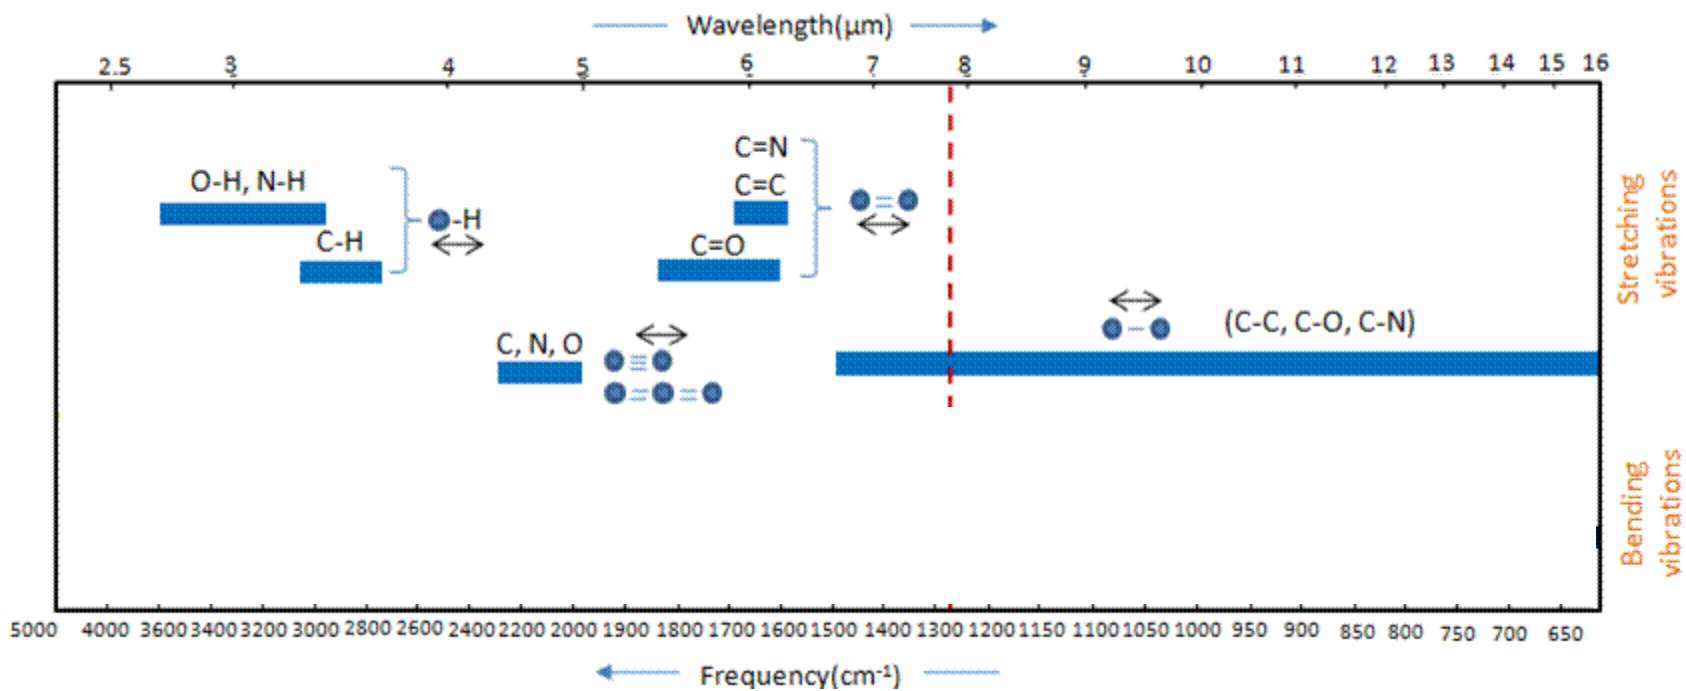 Wavelength(μm)
2.5 3 4 5 6 7 8 9 10 11 12 13 14 15 16
C=N
O-H, N-H
C=C
-H
C-H
C=O
(C-C, C-O, C-N)
C, N, O
Stretching
vibrations
Bending
vibrations
5000 4000 3600 3400 3200 3000 2800 2600 2400 2200 2000 1900 1800 1700 1600 1500 1400 1300 1200 1150 1100 1050 1000 950 900 850 800 750 700 650
Frequency(cm⁻¹)